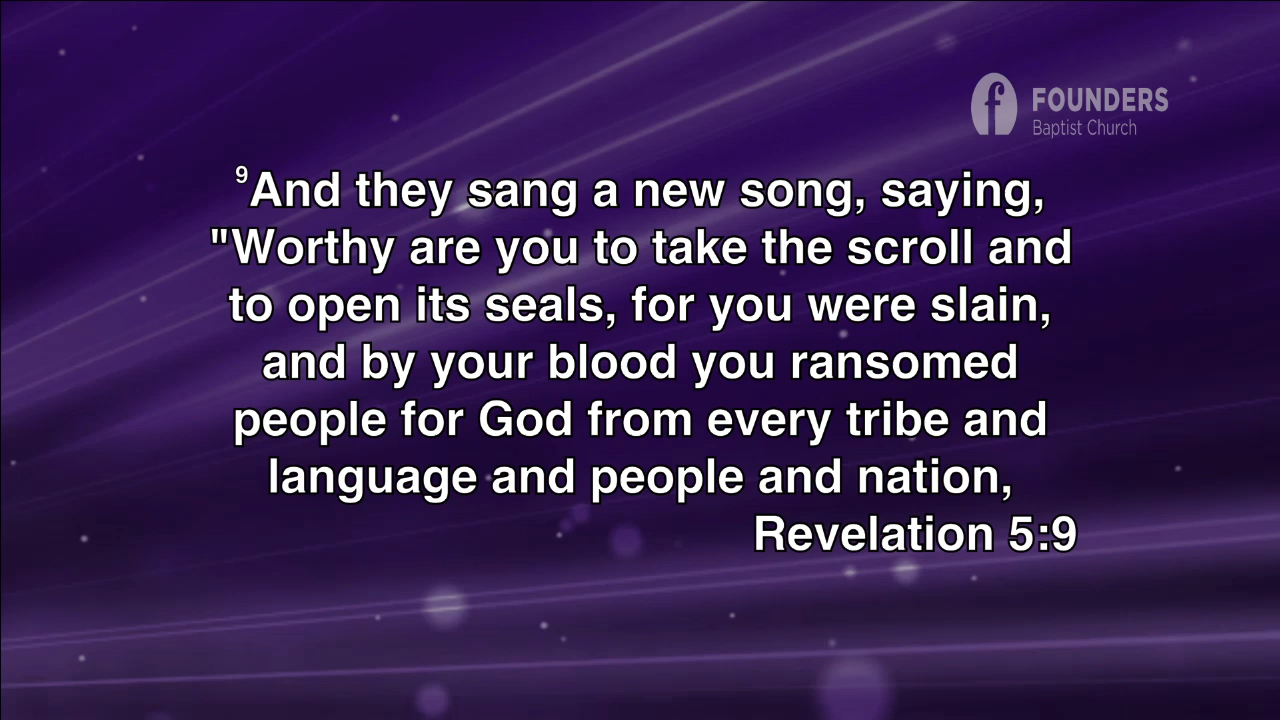 FOUNDERS
Baptist Church
9And they sang a new song, saying,
"Worthy are you to take the scroll and
to open its seals, for you were slain,
and by your blood you ransomed
people for God from every tribe and
language and people and nation,
Revelation 5:9